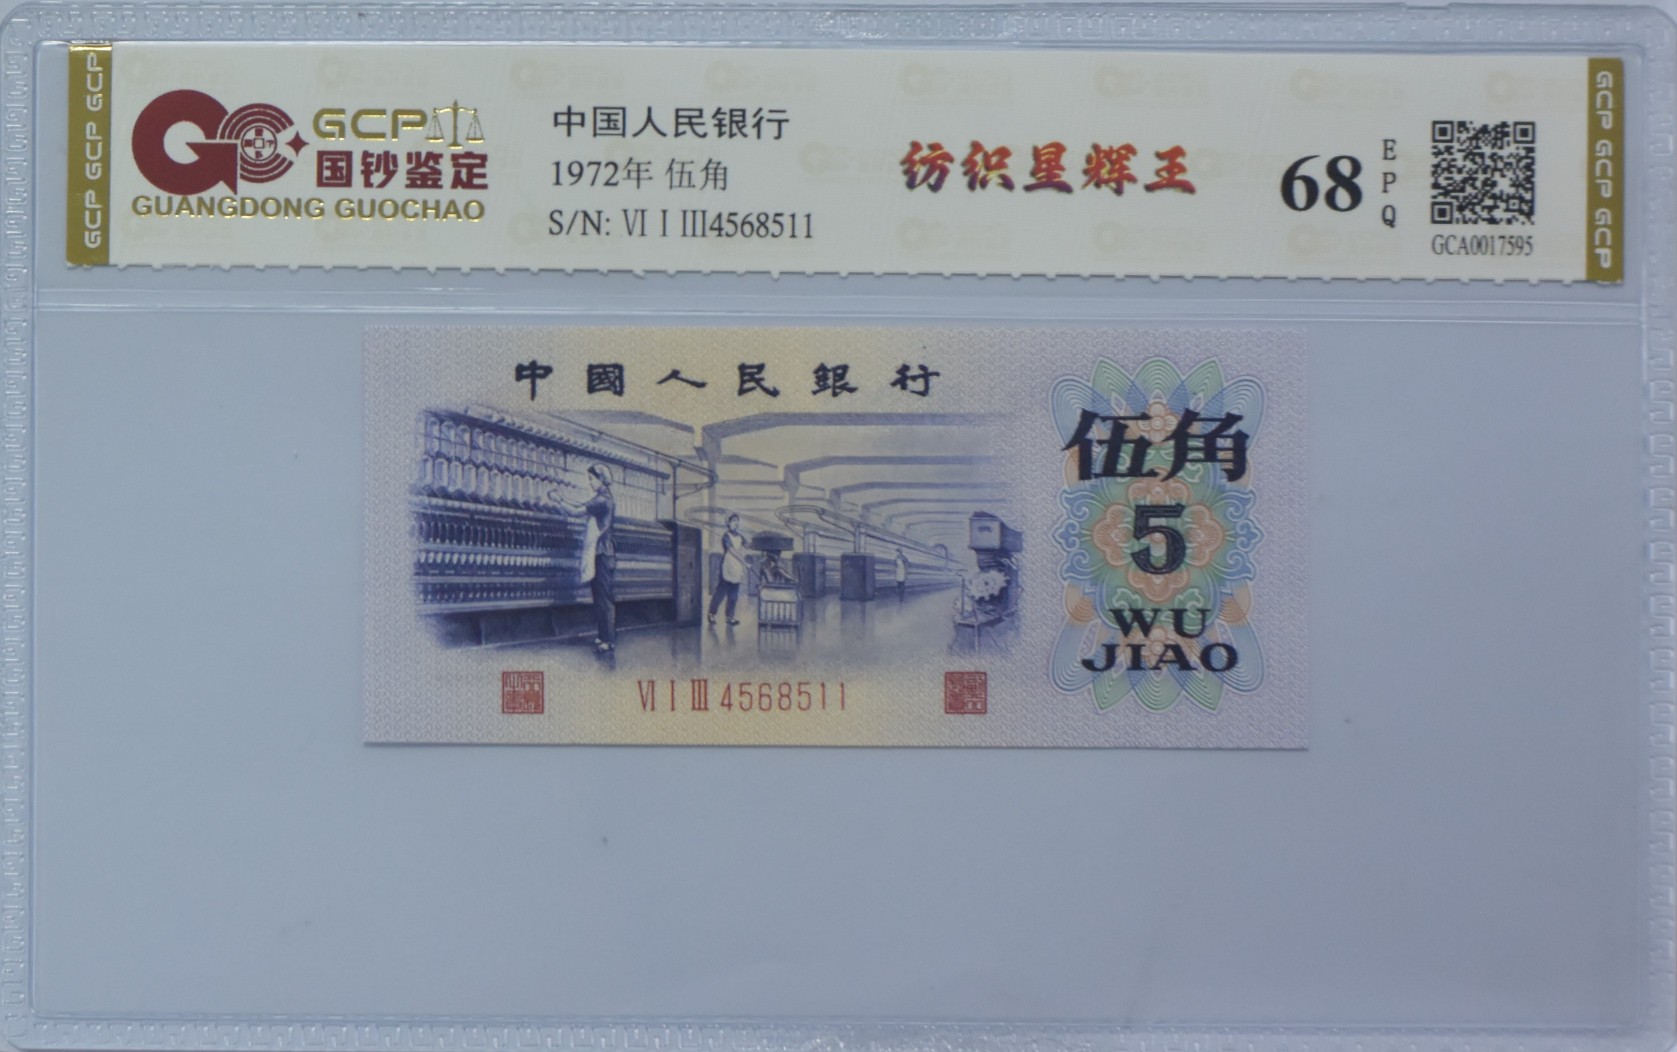 GCP GCP GCP
GCP
国钞鉴定
GUANGDONG GUOCHAO
中国人民银行
1972年 伍角
S/N: Ⅵ Ⅰ Ⅲ4568511
纺织星辉王
68
EPQ
GCA0017595
GCP GCP GCP
中國人民銀行
伍角
5
WU
JIAO
Ⅵ Ⅰ Ⅲ 4568511